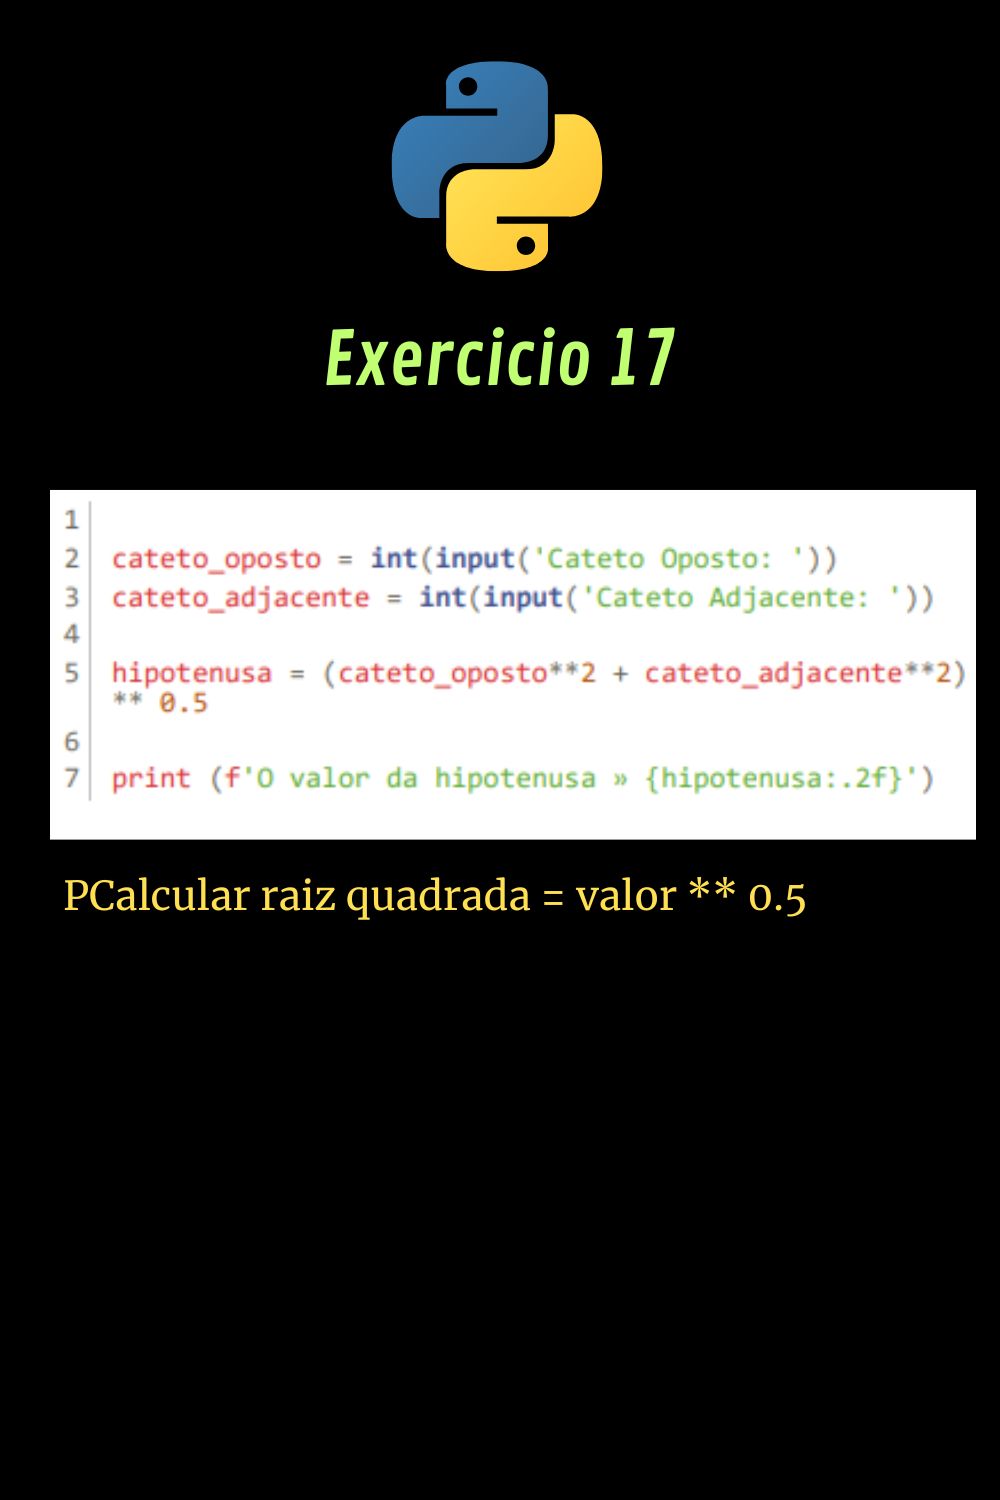 Exercicio 17
1
2 cateto_oposto = int(input('Cateto Oposto: '))
3 cateto_adjacente = int(input('Cateto Adjacente: '))
4
5 hipotenusa = (cateto_oposto**2 + cateto_adjacente**2)
** 0.5
6
7 print (f'O valor da hipotenusa » {hipotenusa:.2f}')
PCalcular raiz quadrada = valor ** 0.5